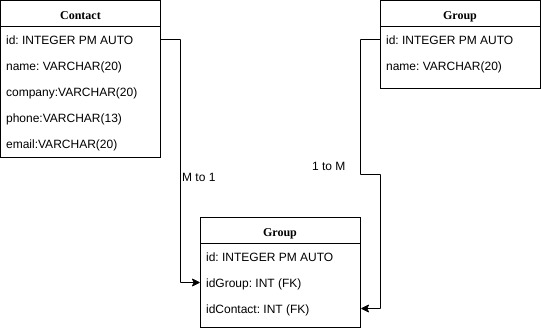 Contact
id: INTEGER PM AUTO
name: VARCHAR(20)
company:VARCHAR(20)
phone:VARCHAR(13)
email:VARCHAR(20)
Group
id: INTEGER PM AUTO
name: VARCHAR(20)
M to 1
1 to M
Group
id: INTEGER PM AUTO
idGroup: INT (FK)
idContact: INT (FK)